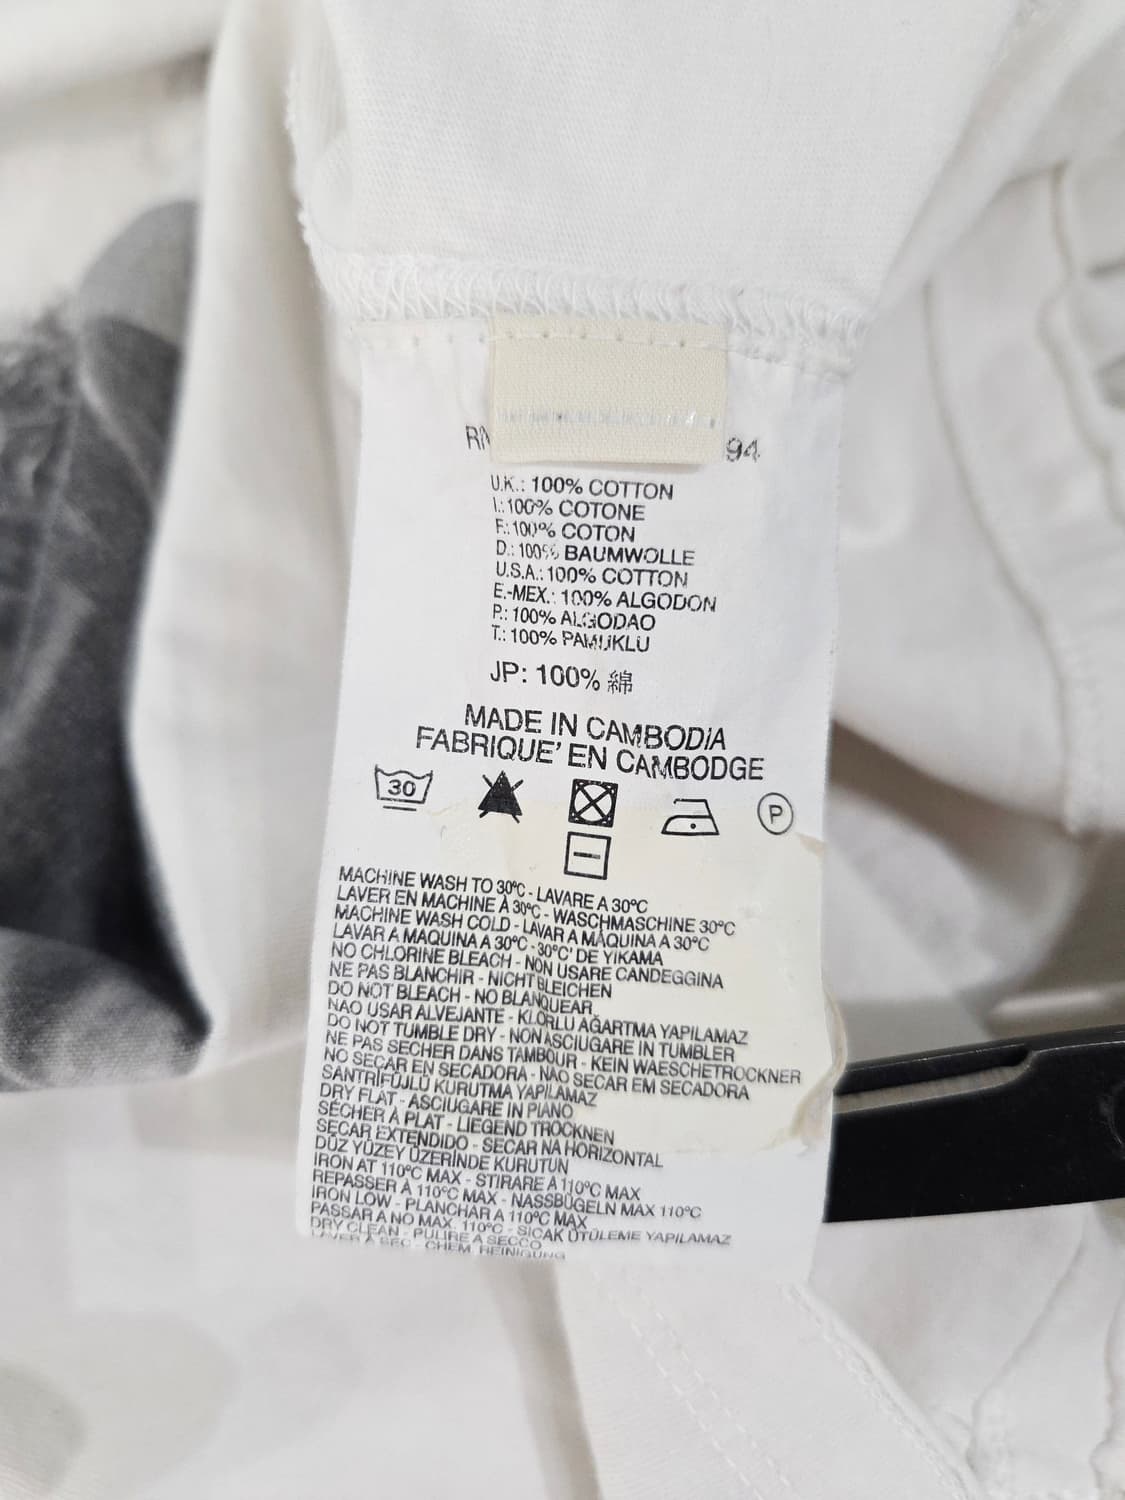 94
U.K.: 100% COTTON
I.: 100% COTONE
F.: 100% COTON
D.: 100% BAUMWOLLE
U.S.A.: 100% COTTON
E.-MEX.: 100% ALGODON
P.: 100% ALGODAO
T.: 100% PAMUKLU
JP: 100% 綿
MADE IN CAMBODIA
FABRIQUE' EN CAMBODGE
30
P
MACHINE WASH TO 30°C - LAVARE A 30°C
LAVER EN MACHINE À 30°C - WASCHMASCHINE 30°C
MACHINE WASH COLD - LAVAR A MÁQUINA A 30°C
LAVAR A MAQUINA A 30°C - 30°C' DE YIKAMA
NO CHLORINE BLEACH - NON USARE CANDEGGINA
NE PAS BLANCHIR - NICHT BLEICHEN
DO NOT BLEACH - NO BLANQUEAR
NAO USAR ALVEJANTE - KLORLU AĞARTMA YAPILAMAZ
DO NOT TUMBLE DRY - NON ASCIUGARE IN TUMBLER
NE PAS SECHER DANS TAMBOUR - KEIN WAESCHETROCKNER
NO SECAR EN SECADORA - NAO SECAR EM SECADORA
SANTRİFÜJLÜ KURUTMA YAPILAMAZ
DRY FLAT - ASCIUGARE IN PIANO
SÉCHER À PLAT - LIEGEND TROCKNEN
SECAR EXTENDIDO - SECAR NA HORIZONTAL
DÜZ YÜZEY ÜZERİNDE KURUTUN
IRON AT 110°C MAX - STIRARE A 110°C MAX
REPASSER À 110°C MAX - NASSBÜGELN MAX 110°C
IRON LOW - PLANCHAR A 110°C MAX
PASSAR A NO MAX. 110°C - SICAK ÜTÜLEME YAPILAMAZ
DRY CLEAN - PULIRE A SECCO
LAVER À SEC - CHEM. REINIGUNG